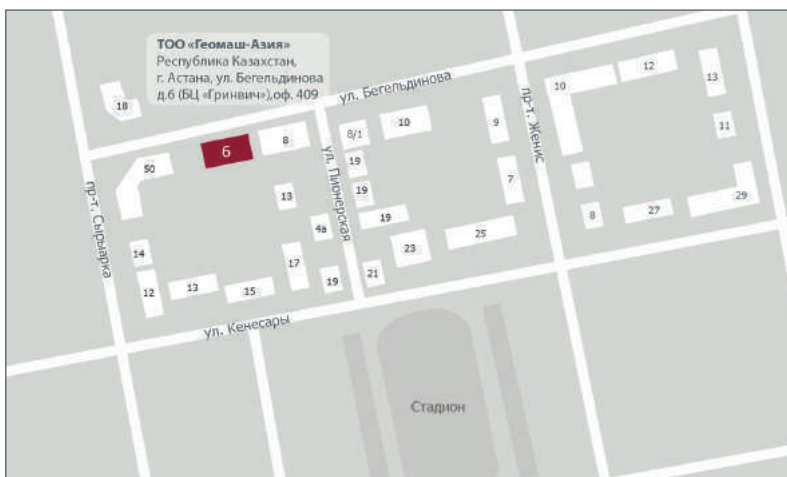 ТОО «Геомаш-Азия»
Республика Казахстан,
г. Астана, ул. Бегельдинова
д.6 (БЦ «Гринвич»),оф. 409
18
ул. Бегельдинова
10
12
13
11
29
27
8
пр-т. Женис
9
7
10
8/1
19
19
19
23
25
21
ул. Пионерская
8
6
50
13
4а
17
19
14
12
13
15
пр-т. Сырыарка
ул. Кенесары
Стадион